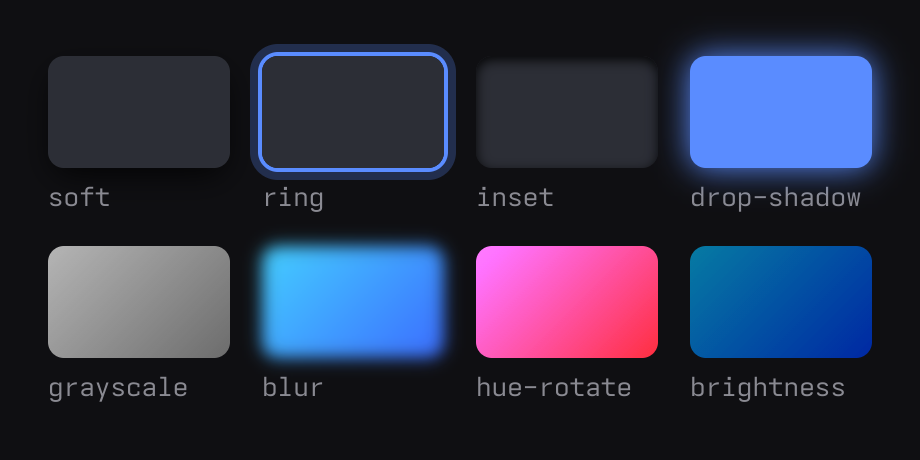 soft
ring
inset
drop-shadow
grayscale
blur
hue-rotate
brightness